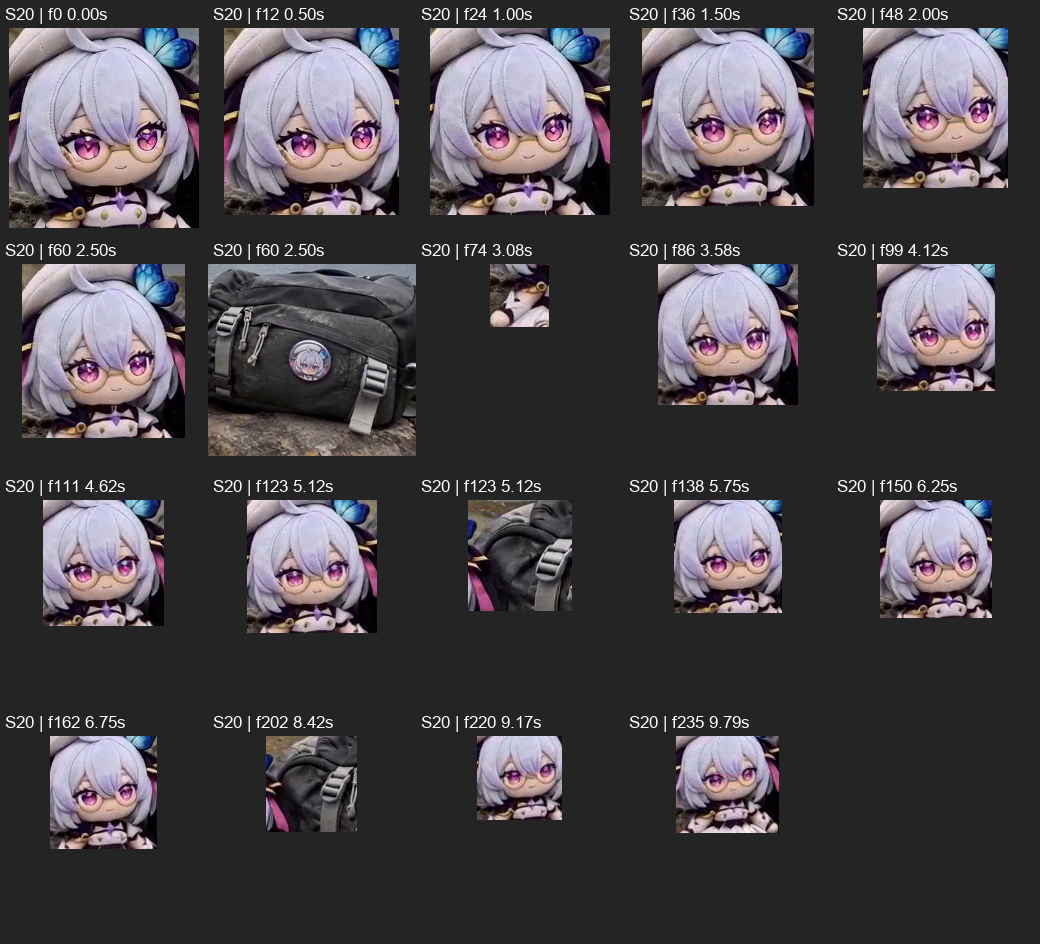 S20 | f0 0.00s
S20 | f12 0.50s
S20 | f24 1.00s
S20 | f36 1.50s
S20 | f48 2.00s
S20 | f60 2.50s
S20 | f60 2.50s
S20 | f74 3.08s
S20 | f86 3.58s
S20 | f99 4.12s
S20 | f111 4.62s
S20 | f123 5.12s
S20 | f123 5.12s
S20 | f138 5.75s
S20 | f150 6.25s
S20 | f162 6.75s
S20 | f202 8.42s
S20 | f220 9.17s
S20 | f235 9.79s